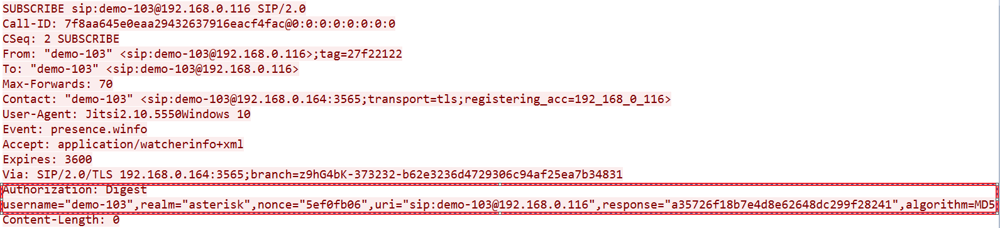 SUBSCRIBE sip:demo-103@192.168.0.116 SIP/2.0
Call-ID: 7f8aa645e0eaa29432637916eacf4fac@0:0:0:0:0:0:0:0
CSeq: 2 SUBSCRIBE
From: "demo-103" <sip:demo-103@192.168.0.116>;tag=27f22122
To: "demo-103" <sip:demo-103@192.168.0.116>
Max-Forwards: 70
Contact: "demo-103" <sip:demo-103@192.168.0.164:3565;transport=tls;registering_acc=192_168_0_116>
User-Agent: Jitsi2.10.5550Windows 10
Event: presence.winfo
Accept: application/watcherinfo+xml
Expires: 3600
Via: SIP/2.0/TLS 192.168.0.164:3565;branch=z9hG4bK-373232-b62e3236d4729306c94af25ea7b34831
Authorization: Digest
username="demo-103",realm="asterisk",nonce="5ef0fb06",uri="sip:demo-103@192.168.0.116",response="a35726f18b7e4d8e62648dc299f28241",algorithm=MD5
Content-Length: 0